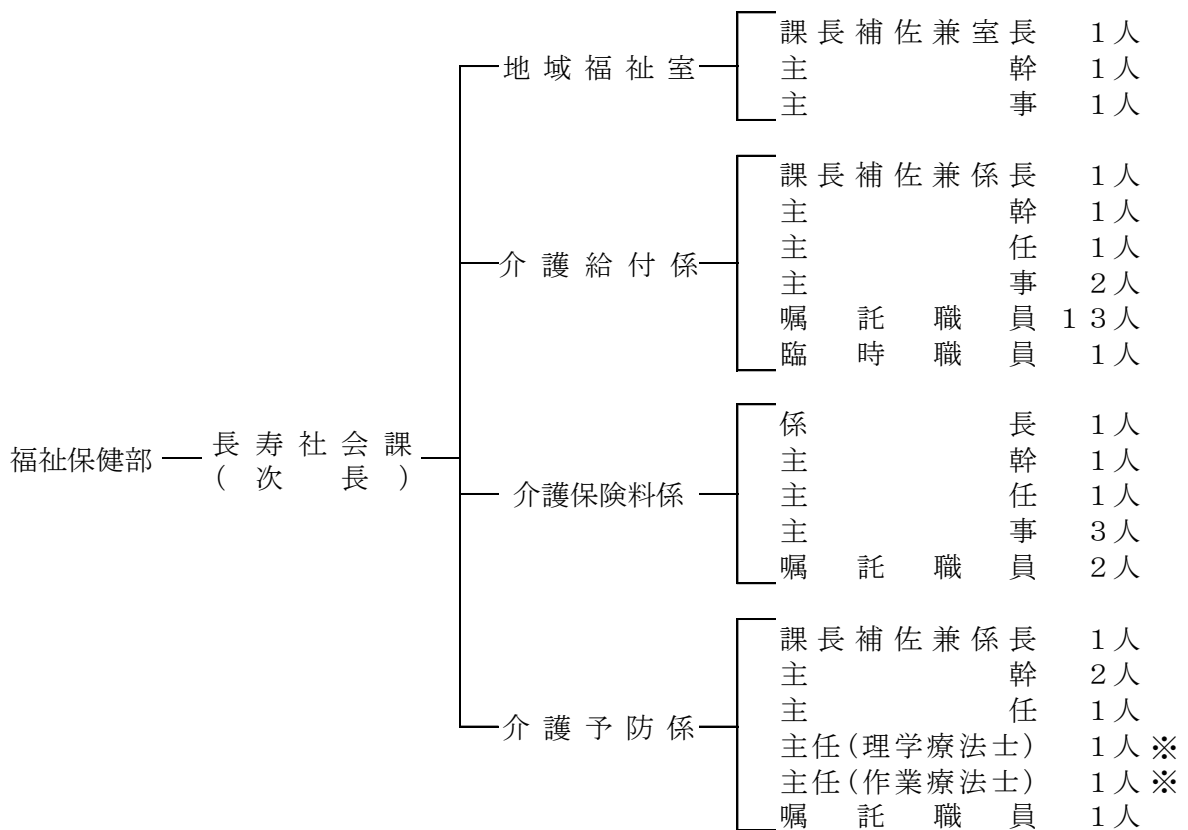 福祉保健部
長寿社会課
(次長)
地域福祉室
課長補佐兼室長 1人
主幹 1人
主事 1人
介護給付係
課長補佐兼係長 1人
主幹 1人
主任 1人
主事 2人
嘱託職員 13人
臨時職員 1人
介護保険料係
係長 1人
主幹 1人
主任 1人
主事 3人
嘱託職員 2人
介護予防係
課長補佐兼係長 1人
主幹 2人
主任 1人
主任(理学療法士) 1人※
主任(作業療法士) 1人※
嘱託職員 1人